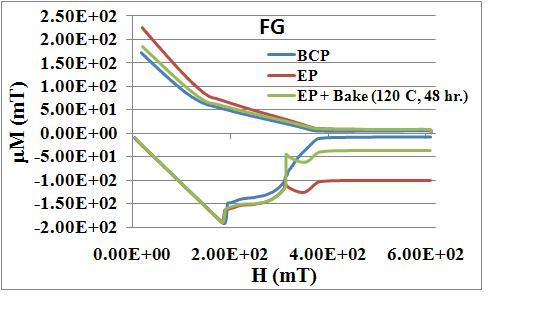 FG
BCP
EP
EP + Bake (120 C, 48 hr.)
2.50E+02
2.00E+02
1.50E+02
1.00E+02
5.00E+01
0.00E+00
-5.00E+01
-1.00E+02
-1.50E+02
-2.00E+02
µM (mT)
0.00E+00 2.00E+02 4.00E+02 6.00E+02
H (mT)